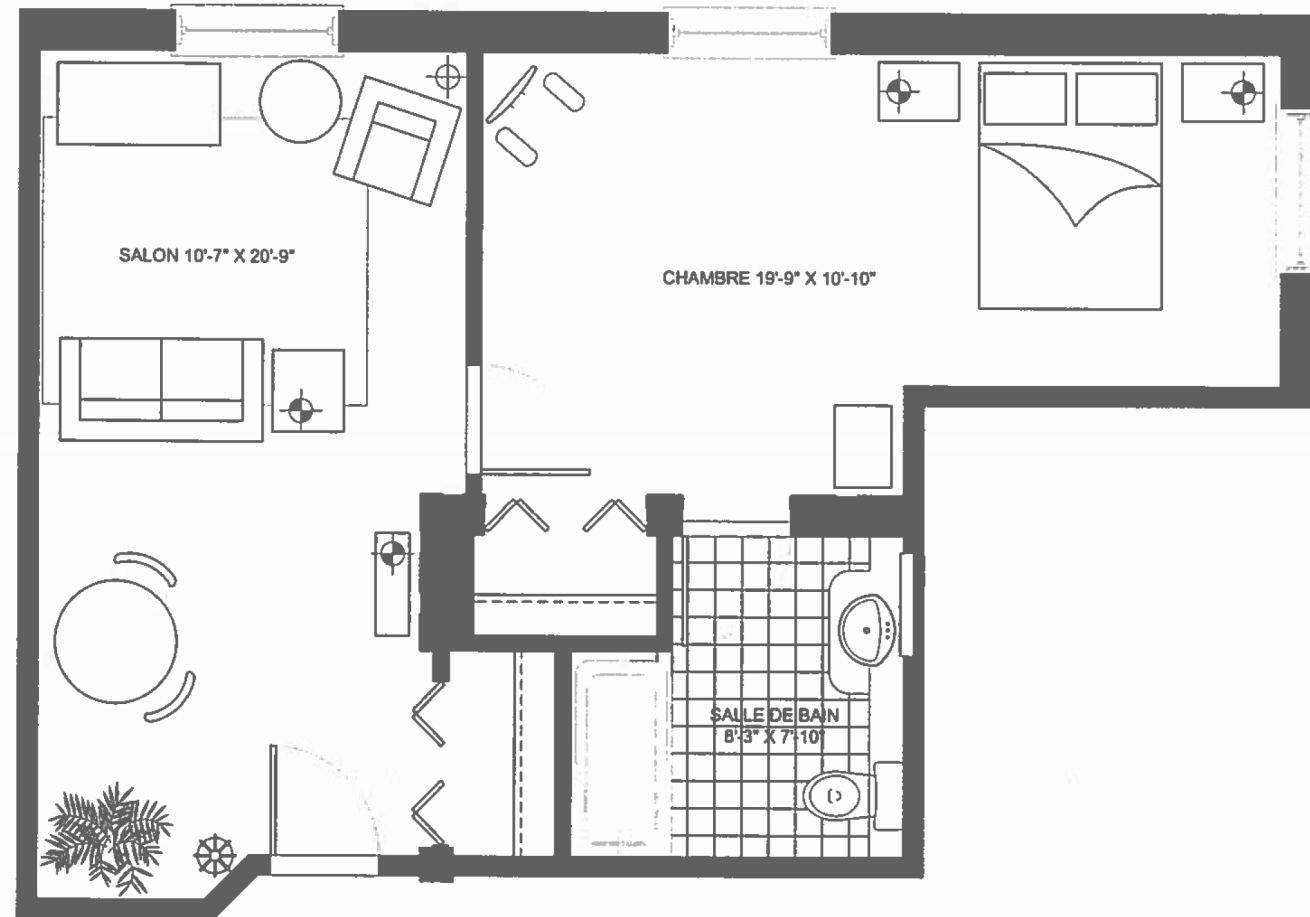 SALON 10'-7" X 20'-9"
CHAMBRE 19'-9" X 10'-10"
SALLE DE BAIN
8'-3" X 7'-10"